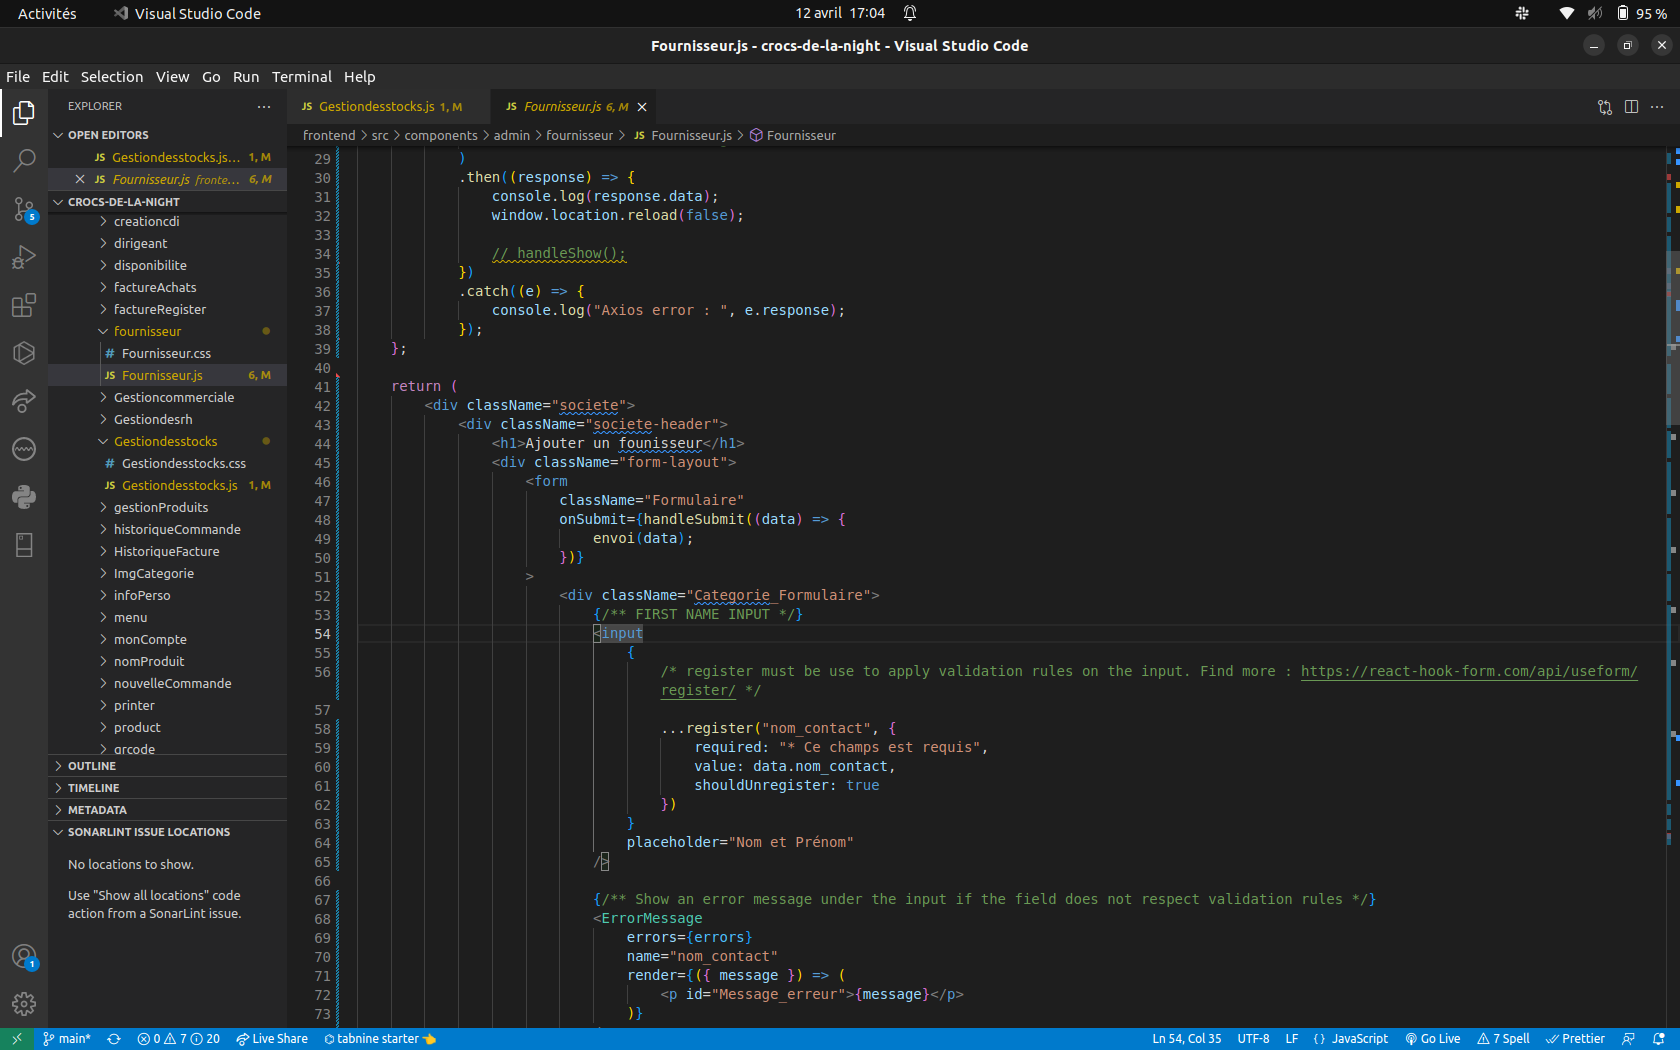 Activités
Visual Studio Code
12 avril 17:04
95 %
Fournisseur.js - crocs-de-la-night - Visual Studio Code
File Edit Selection View Go Run Terminal Help
EXPLORER
OPEN EDITORS
JS Gestiondesstocks.js... 1, M
JS Fournisseur.js fronte... 6, M
CROCS-DE-LA-NIGHT
creationcdi
dirigeant
disponibilite
factureAchats
factureRegister
fournisseur
# Fournisseur.css
JS Fournisseur.js 6, M
Gestioncommerciale
Gestiondesrh
Gestiondesstocks
# Gestiondesstocks.css
JS Gestiondesstocks.js 1, M
gestionProduits
historiqueCommande
HistoriqueFacture
ImgCategorie
infoPerso
menu
monCompte
nomProduit
nouvelleCommande
printer
product
qrcode
OUTLINE
TIMELINE
METADATA
SONARLINT ISSUE LOCATIONS
No locations to show.
Use "Show all locations" code
action from a SonarLint issue.
5
1
JS Gestiondesstocks.js 1, M
JS Fournisseur.js 6, M
frontend > src > components > admin > fournisseur > JS Fournisseur.js > Fournisseur
29 )
30 .then((response) => {
31 console.log(response.data);
32 window.location.reload(false);
33
34 // handleShow();
35 })
36 .catch((e) => {
37 console.log("Axios error : ", e.response);
38 });
39 };
40
41 return (
42 <div className="societe">
43 <div className="societe-header">
44 <h1>Ajouter un founisseur</h1>
45 <div className="form-layout">
46 <form
47 className="Formulaire"
48 onSubmit={handleSubmit((data) => {
49 envoi(data);
50 })}
51 >
52 <div className="Categorie_Formulaire">
53 {/** FIRST NAME INPUT */}
54 <input
55 {
56 /* register must be use to apply validation rules on the input. Find more : https://react-hook-form.com/api/useform/
register/ */
57
58 ...register("nom_contact", {
59 required: "* Ce champs est requis",
60 value: data.nom_contact,
61 shouldUnregister: true
62 })
63 }
64 placeholder="Nom et Prénom"
65 />
66
67 {/** Show an error message under the input if the field does not respect validation rules */}
68 <ErrorMessage
69 errors={errors}
70 name="nom_contact"
71 render={({ message }) => (
72 <p id="Message_erreur">{message}</p>
73 )}
main* 0 7 20 Live Share tabnine starter Ln 54, Col 35 UTF-8 LF {} JavaScript Go Live 7 Spell Prettier